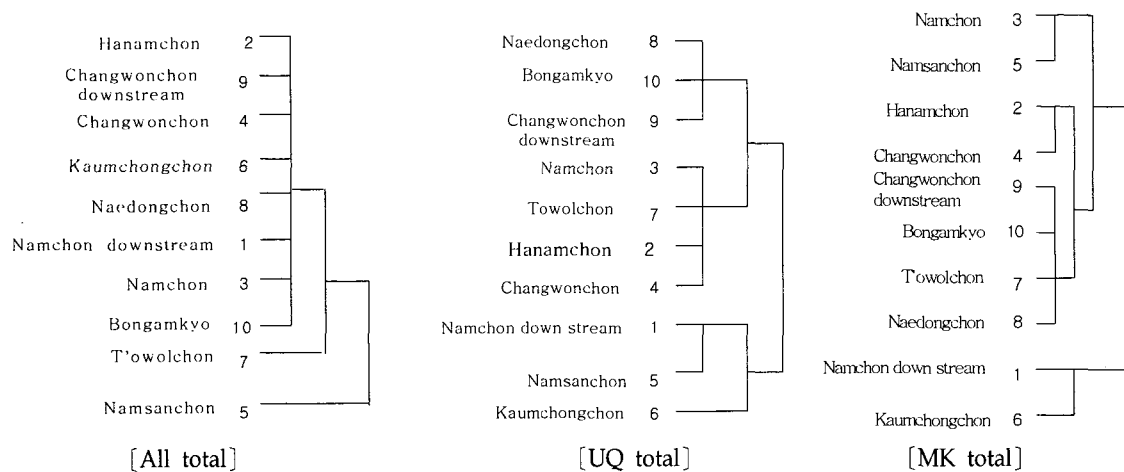 Hanamchon 2
Changwonchon
downstream 9
Changwonchon 4
Kaumchongchon 6
Naedongchon 8
Namchon downstream 1
Namchon 3
Bongamkyo 10
T'owolchon 7
Namsanchon 5
[All total]
Naedongchon 8
Bongamkyo 10
Changwonchon 9
downstream
Namchon 3
Towolchon 7
Hanamchon 2
Changwonchon 4
Namchon down stream 1
Namsanchon 5
Kaumchongchon 6
[UQ total]
Namchon 3
Namsanchon 5
Hanamchon 2
Changwonchon 4
Changwonchon 9
downstream
Bongamkyo 10
T'owolchon 7
Naedongchon 8
Namchon down stream 1
Kaumchongchon 6
[MK total]